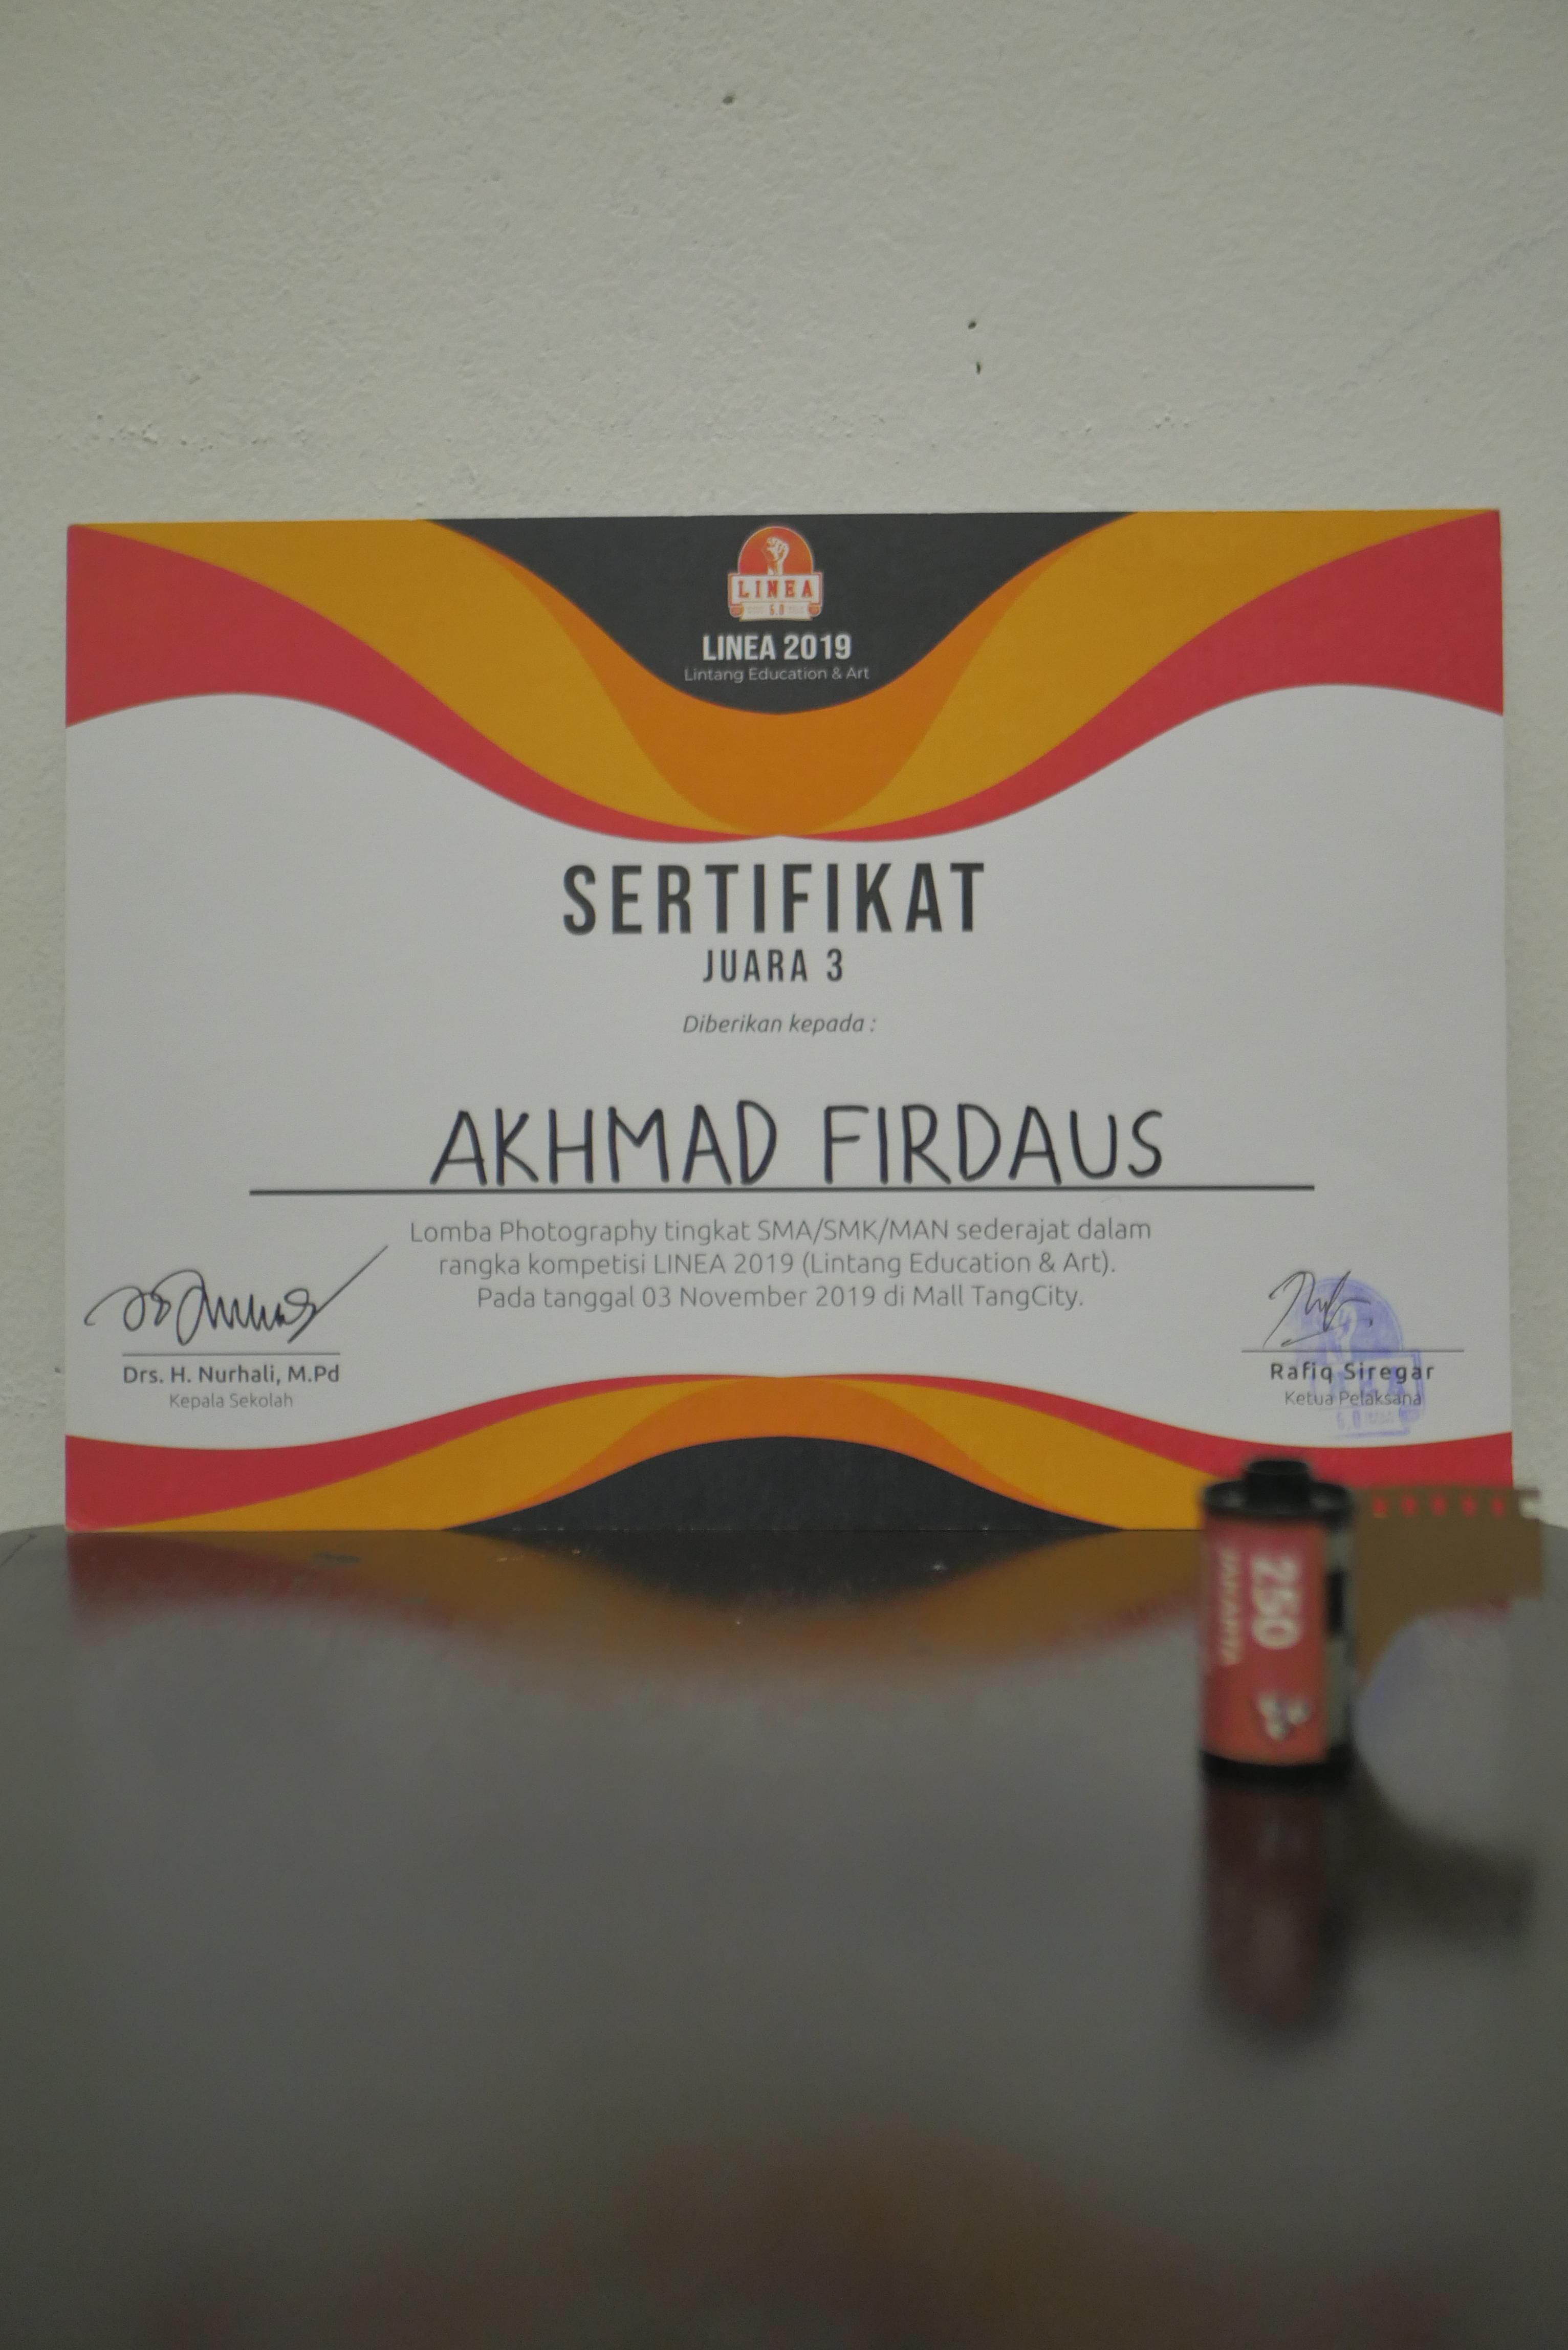 LINEA
6.0
LINEA 2019
Lintang Education & Art
SERTIFIKAT
JUARA 3
Diberikan kepada :
AKHMAD FIRDAUS
Lomba Photography tingkat SMA/SMK/MAN sederajat dalam
rangka kompetisi LINEA 2019 (Lintang Education & Art).
Pada tanggal 03 November 2019 di Mall TangCity.
Drs. H. Nurhali, M.Pd
Kepala Sekolah
Rafiq Siregar
Ketua Pelaksana
250